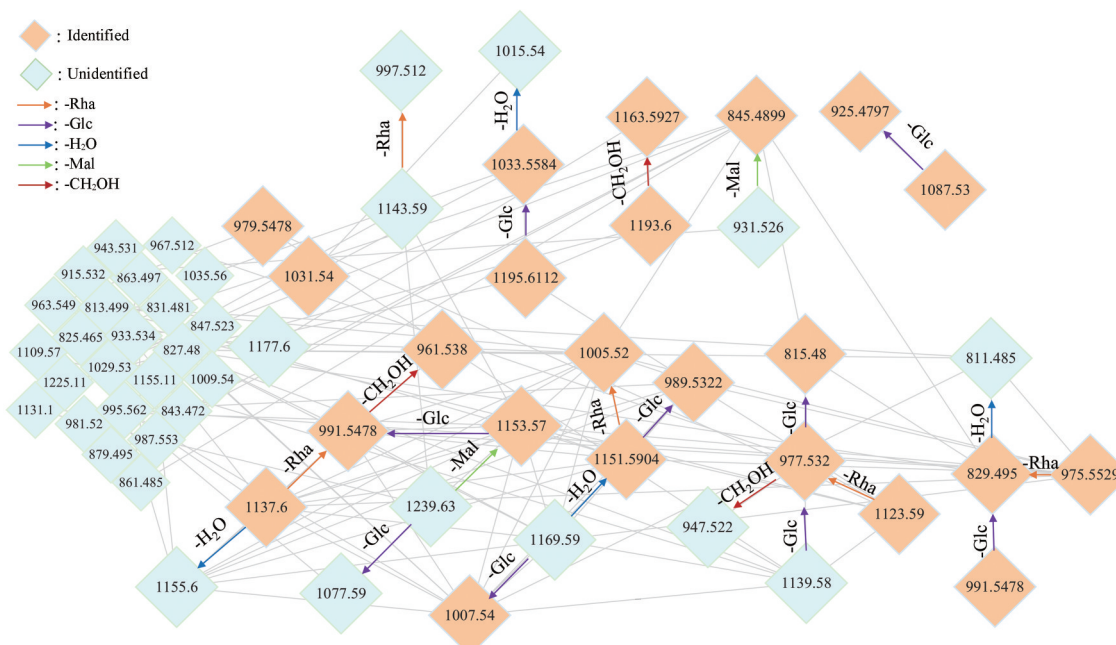 : Identified
: Unidentified
: -Rha
: -Glc
: -H₂O
: -Mal
: -CH₂OH
997.512
1015.54
-H₂O
-Rha
1163.5927
845.4899
925.4797
-Glc
1033.5584
-CH₂OH
-Mal
1087.53
1143.59
-Glc
1193.6
931.526
979.5478
943.531
967.512
915.532
863.497
1035.56
1031.54
1195.6112
963.549
813.499
831.481
847.523
825.465
933.534
827.48
1177.6
961.538
1005.52
815.48
811.485
1109.57
1029.53
1225.11
1155.11
1009.54
-CH₂OH
989.5322
1131.1
995.562
843.472
981.52
-Glc
-Rha
-Glc
-Glc
-H₂O
991.5478
1153.57
987.553
879.495
1151.5904
977.532
829.495
-Rha
975.5529
861.485
-Rha
-Mal
-H₂O
-CH₂OH
-Rha
1137.6
1239.63
1123.59
-H₂O
-Glc
1169.59
947.522
-Glc
-Glc
-Glc
1155.6
1077.59
1007.54
1139.58
991.5478